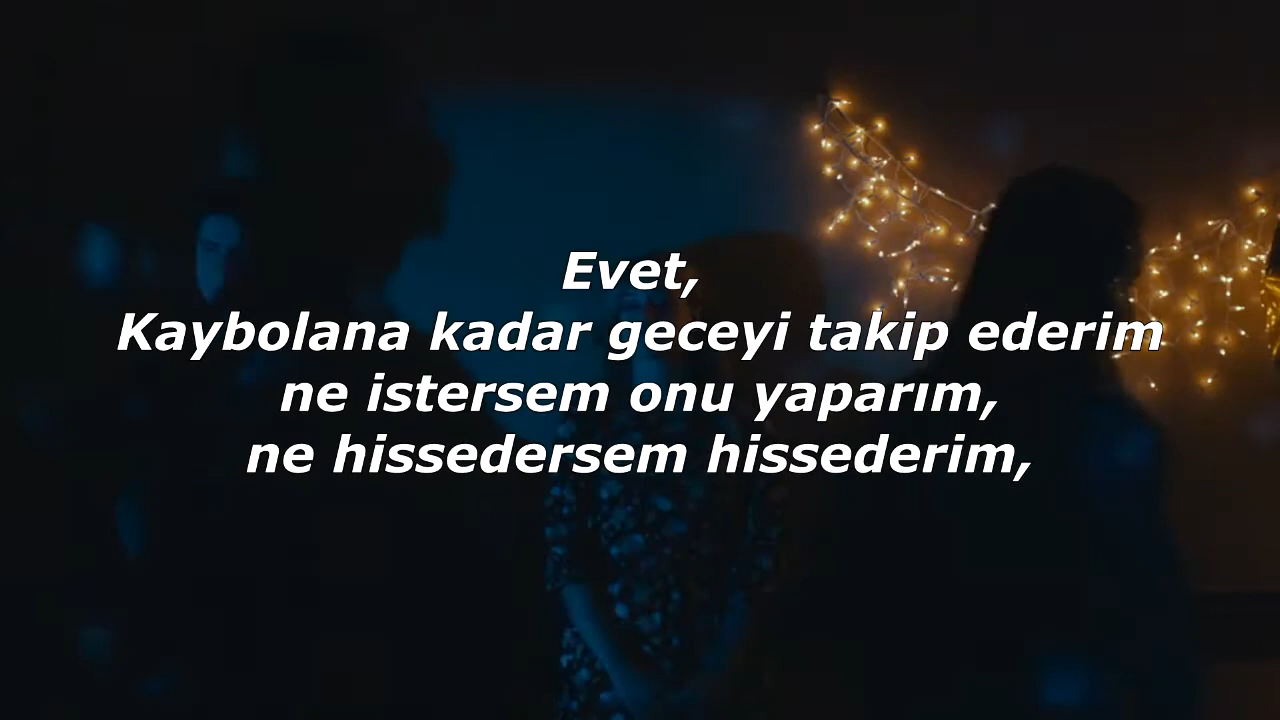 Evet,
Kaybolana kadar geceyi takip ederim
ne istersem onu yaparım,
ne hissedersem hissederim,